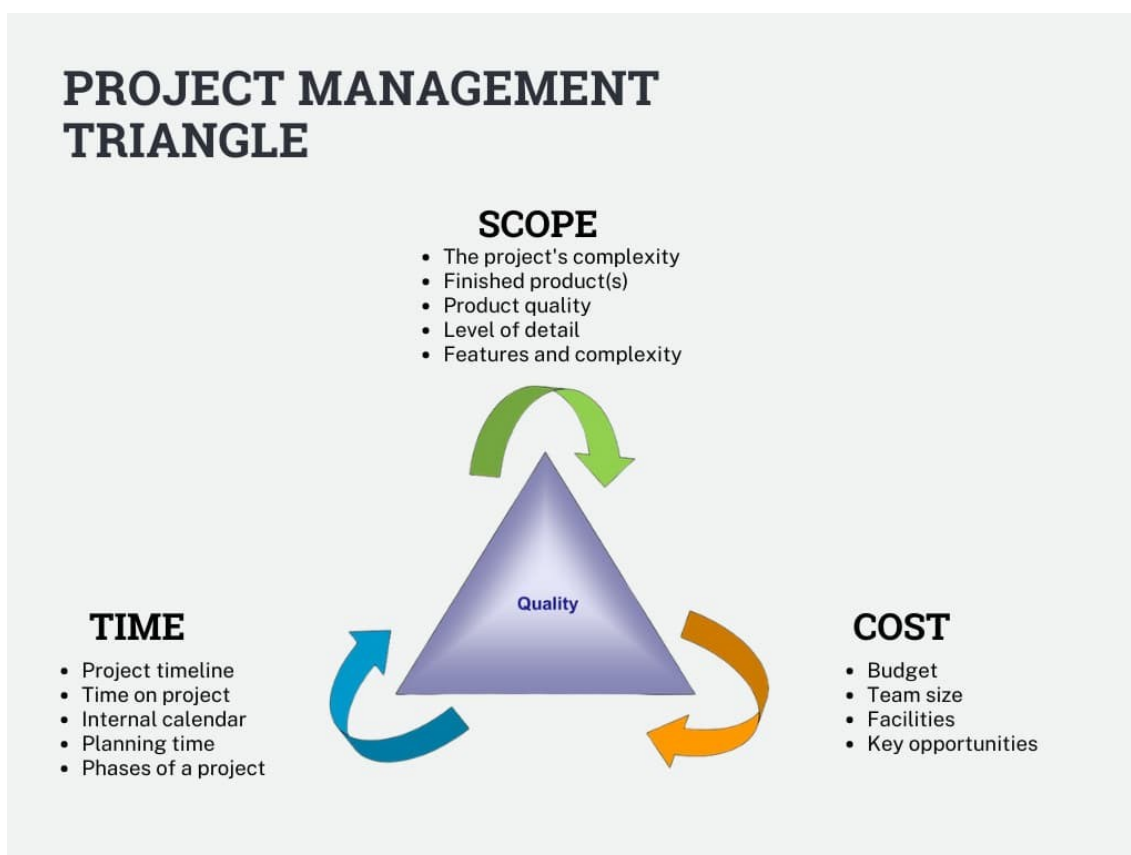 PROJECT MANAGEMENT
TRIANGLE
SCOPE
• The project's complexity
• Finished product(s)
• Product quality
• Level of detail
• Features and complexity
Quality
TIME
• Project timeline
• Time on project
• Internal calendar
• Planning time
• Phases of a project
COST
• Budget
• Team size
• Facilities
• Key opportunities